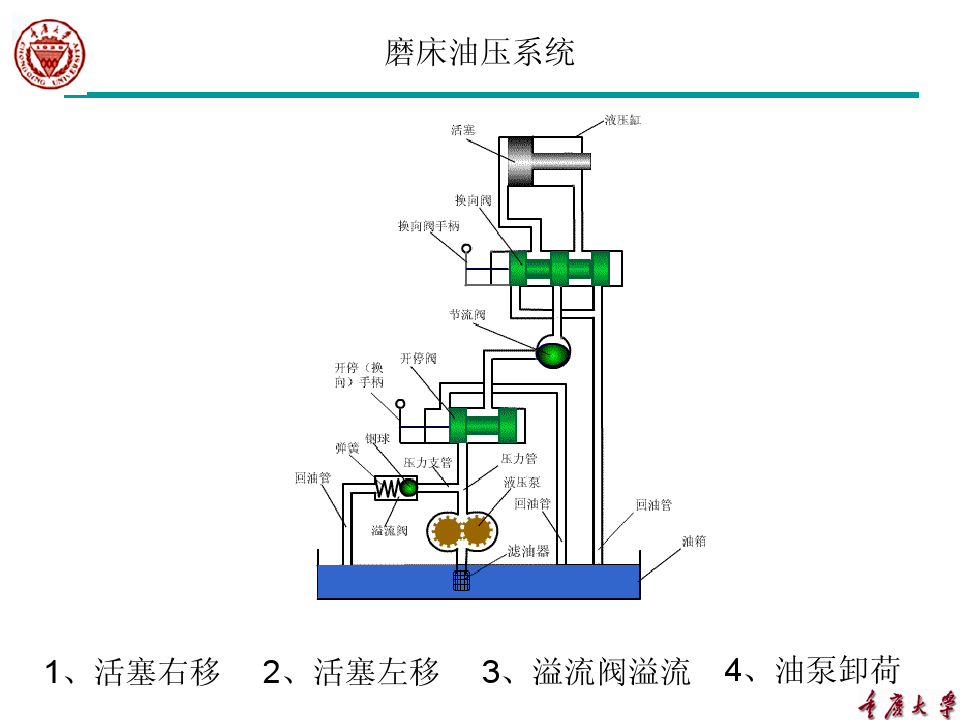 重庆大学
1929
CHONGQING UNIVERSITY
磨床油压系统
活塞
液压缸
换向阀
换向阀手柄
节流阀
开停阀
开停（换
向）手柄
钢球
弹簧
压力支管
压力管
回油管
液压泵
回油管
回油管
溢流阀
滤油器
油箱
1、活塞右移 2、活塞左移 3、溢流阀溢流 4、油泵卸荷
重庆大学